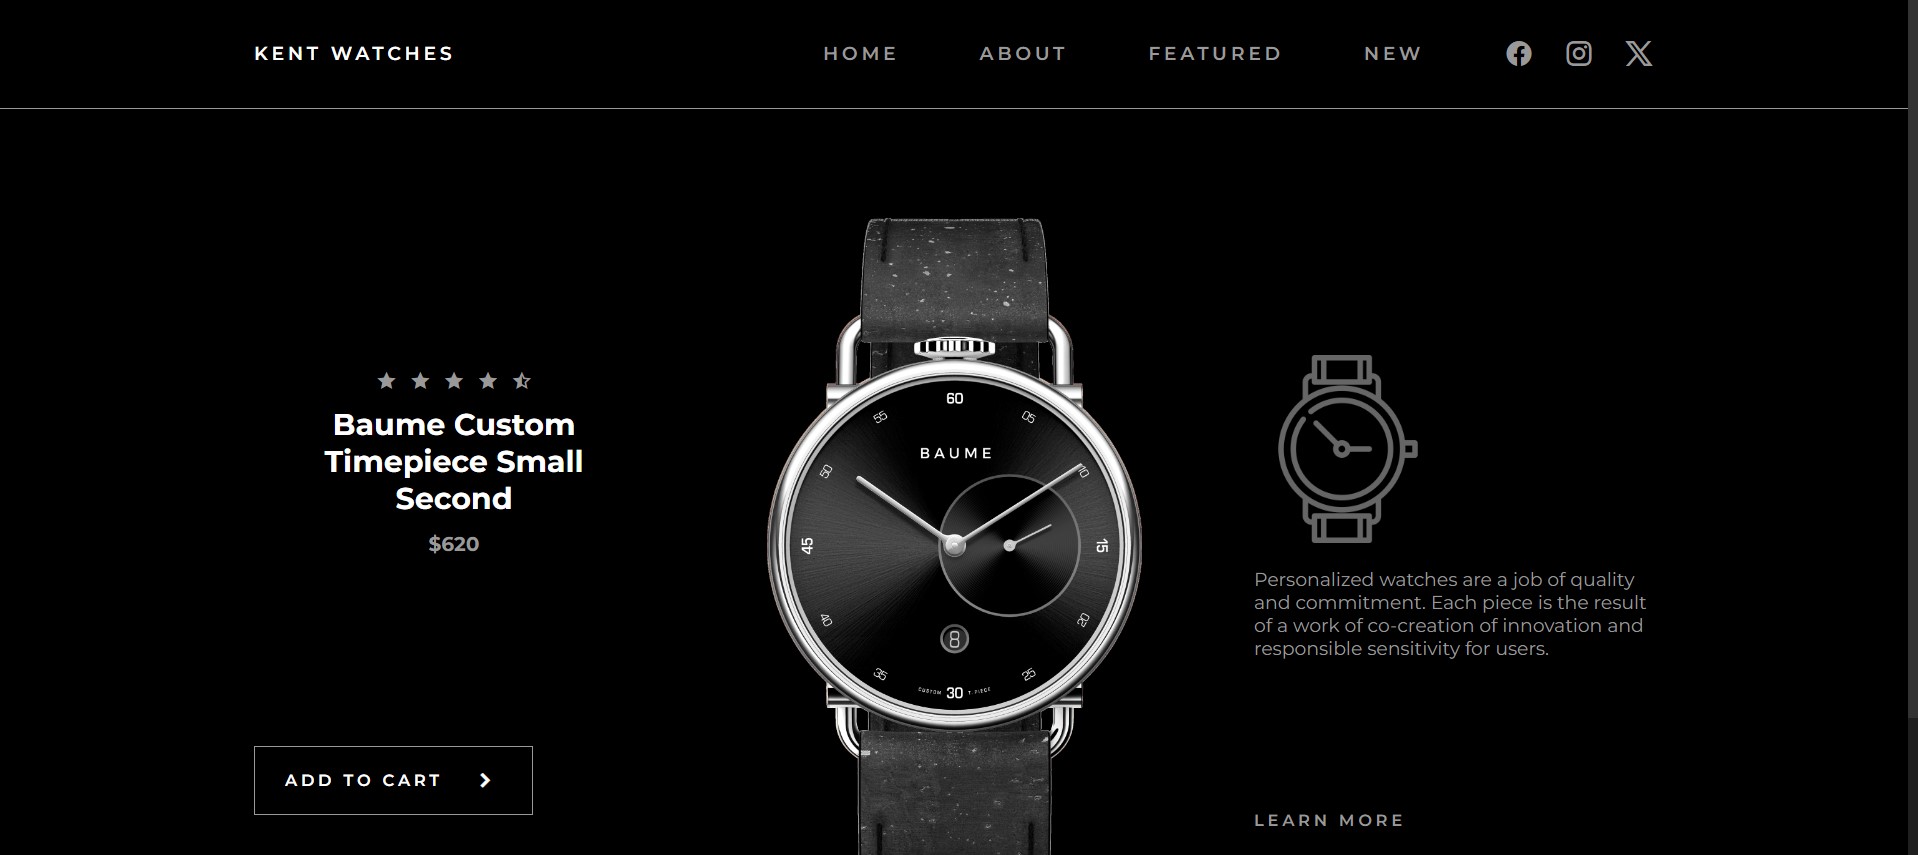 KENT WATCHES
HOME
ABOUT
FEATURED
NEW
Baume Custom
Timepiece Small
Second
$620
ADD TO CART
60
05
10
15
20
25
30
35
40
45
50
55
BAUME
8
CUSTOM
T.PIECE
Personalized watches are a job of quality
and commitment. Each piece is the result
of a work of co-creation of innovation and
responsible sensitivity for users.
LEARN MORE